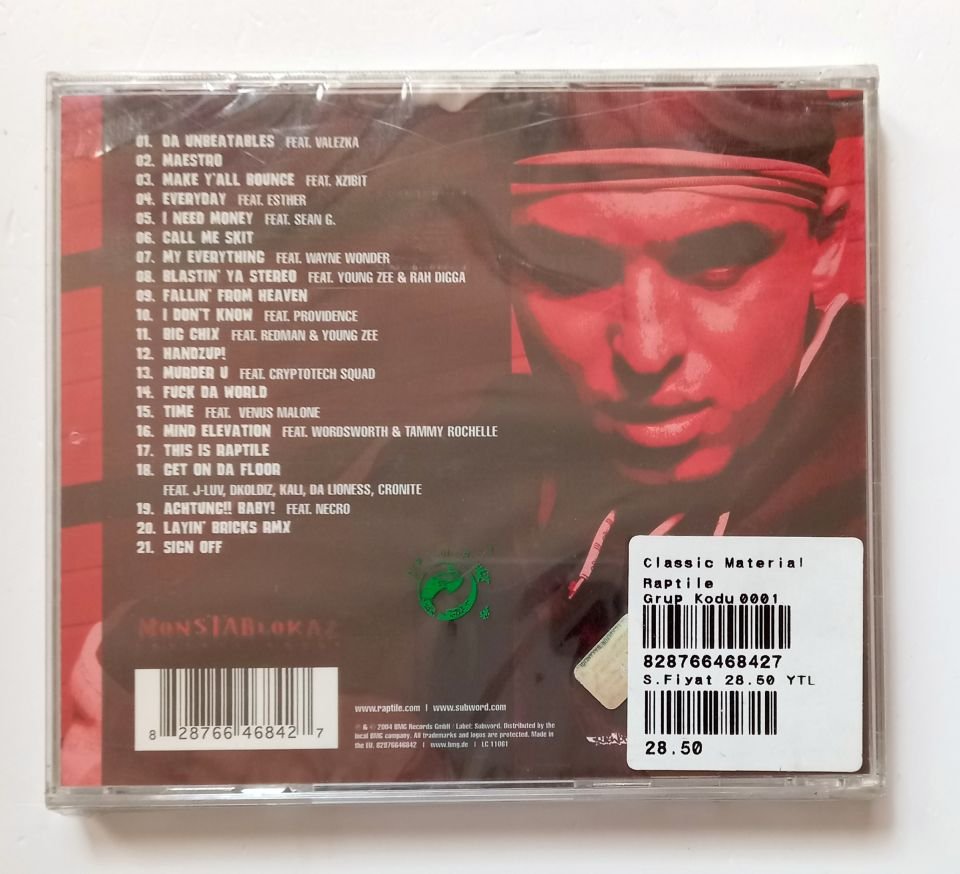 01. DA UNBEATABLES FEAT. VALEZKA
02. MAESTRO
03. MAKE Y'ALL BOUNCE FEAT. XZIBIT
04. EVERYDAY FEAT. ESTHER
05. I NEED MONEY FEAT. SEAN G.
06. CALL ME SKIT
07. MY EVERYTHING FEAT. WAYNE WONDER
08. BLASTIN' YA STEREO FEAT. YOUNG ZEE & RAH DIGGA
09. FALLIN' FROM HEAVEN
10. I DON'T KNOW FEAT. PROVIDENCE
11. BIG CHIX FEAT. REDMAN & YOUNG ZEE
12. HANDZUP!
13. MURDER U FEAT. CRYPTOTECH SQUAD
14. FUCK DA WORLD
15. TIME FEAT. VENUS MALONE
16. MIND ELEVATION FEAT. WORDSWORTH & TAMMY ROCHELLE
17. THIS IS RAPTILE
18. GET ON DA FLOOR
FEAT. J-LUV, DKOLDIZ, KALI, DA LIONESS, CRONITE
19. ACHTUNG!! BABY! FEAT. NECRO
20. LAYIN' BRICKS RMX
21. SIGN OFF
MONSTABLOKAZ
8 28766 46842 7
www.raptile.com | www.subword.com
℗ & © 2004 BMG Records GmbH / Label: Subword. Distributed by the
local BMG company. All trademarks and logos are protected. Made in
the EU. 82876646842 | www.bmg.de | LC 11061
Classic Material
Raptile
Grup Kodu 0001
828766468427
S.Fiyat 28.50 YTL
28.50